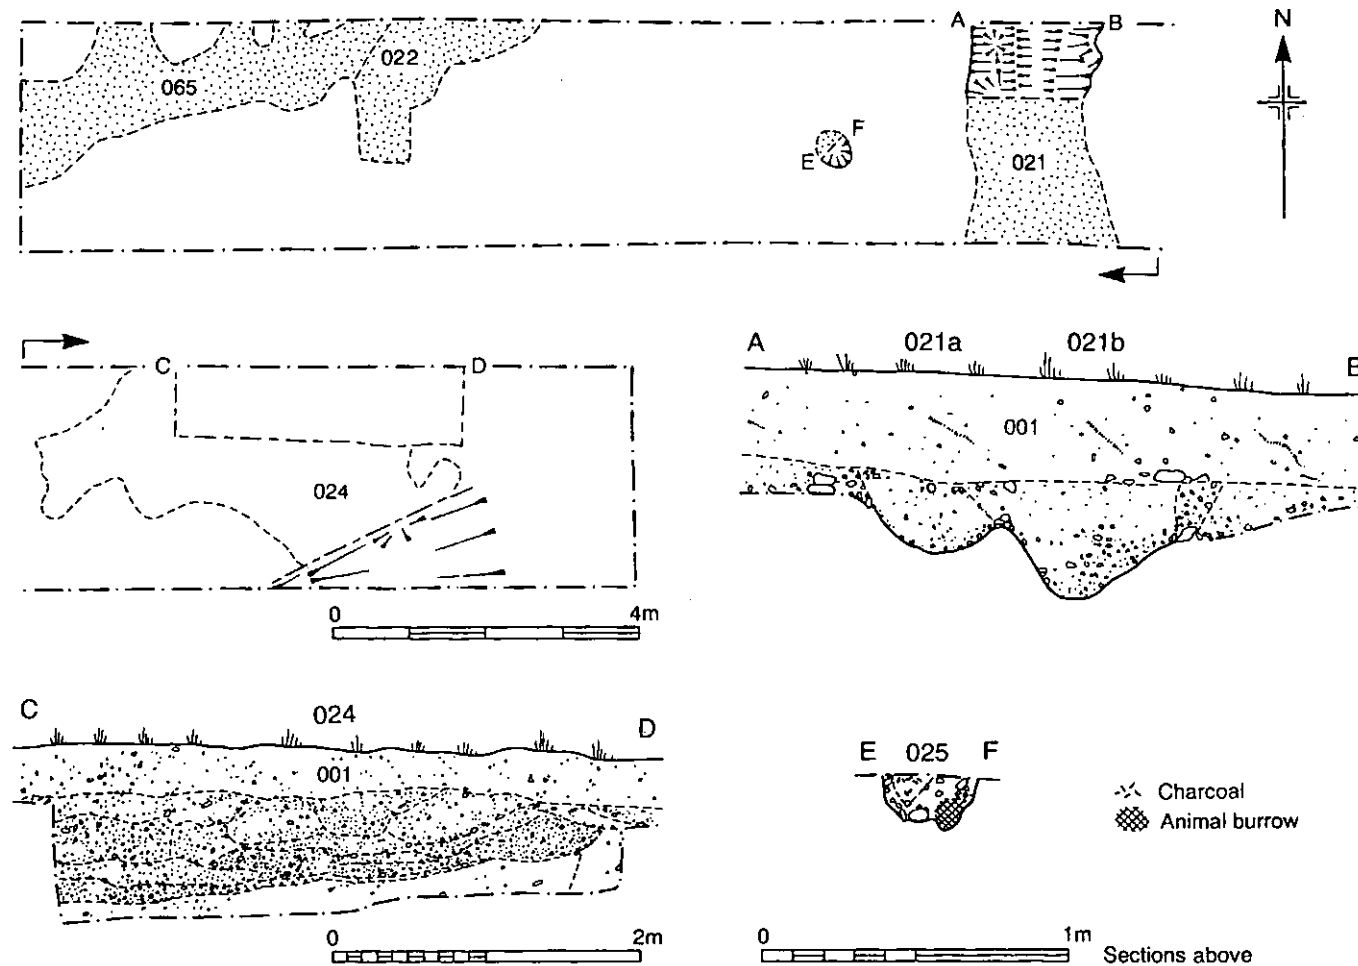 A B N
022
065
F
E
021
C D
024
0 4m
A 021a 021b B
001
C 024 D
001
E 025 F
Charcoal
Animal burrow
0 2m
0 1m
Sections above